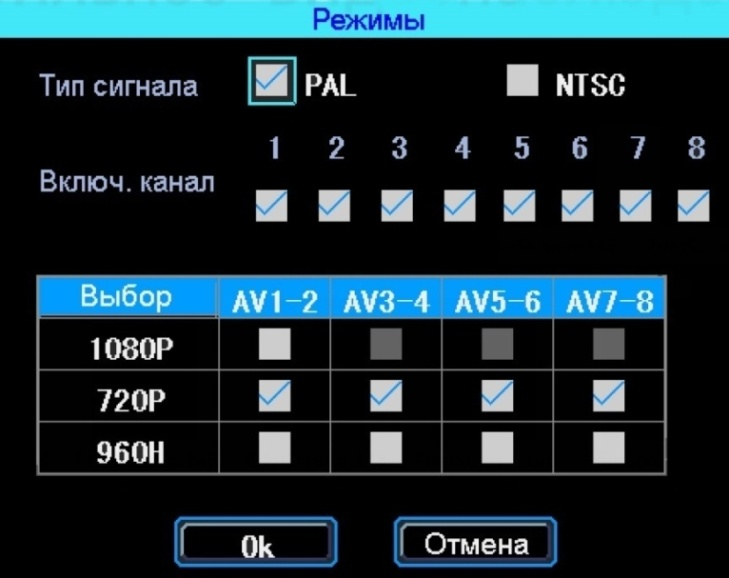 Режимы
Тип сигнала PAL NTSC
1 2 3 4 5 6 7 8
Включ. канал
Выбор AV1-2 AV3-4 AV5-6 AV7-8
1080P
720P
960H
Ok Отмена